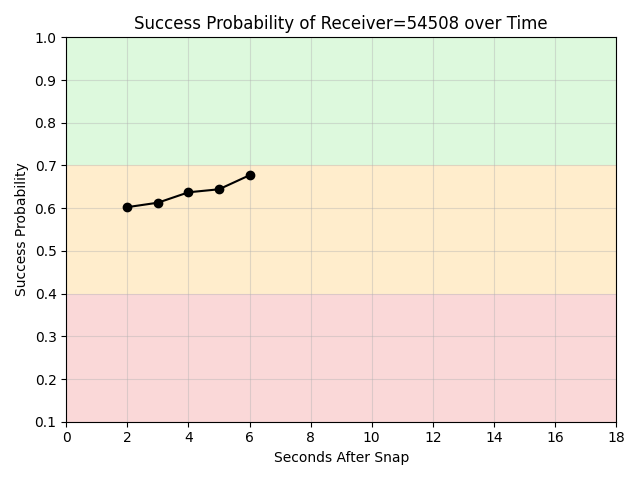 Success Probability of Receiver=54508 over Time
1.0
0.9
0.8
0.7
0.6
0.5
0.4
0.3
0.2
0.1
Success Probability
0 2 4 6 8 10 12 14 16 18
Seconds After Snap